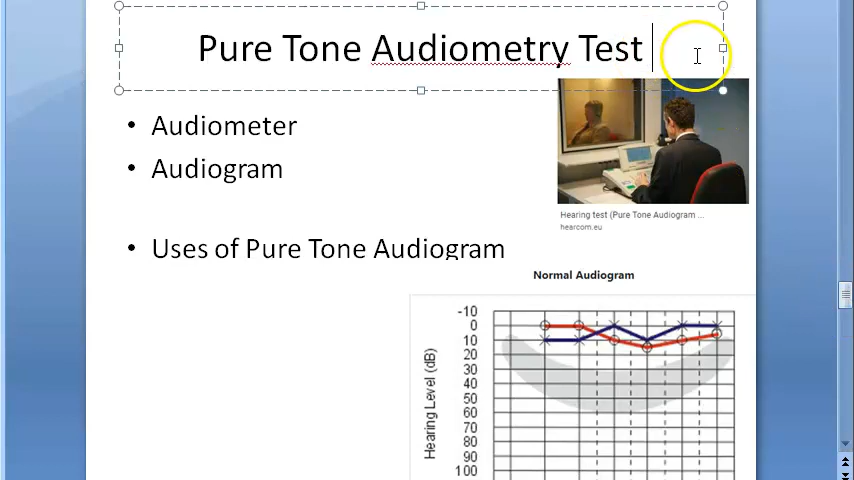 Pure Tone Audiometry Test
• Audiometer
• Audiogram
Hearing test (Pure Tone Audiogram ...
hearcom.eu
• Uses of Pure Tone Audiogram
Normal Audiogram
-10
0
10
20
30
40
50
60
70
80
90
100
Hearing Level (dB)